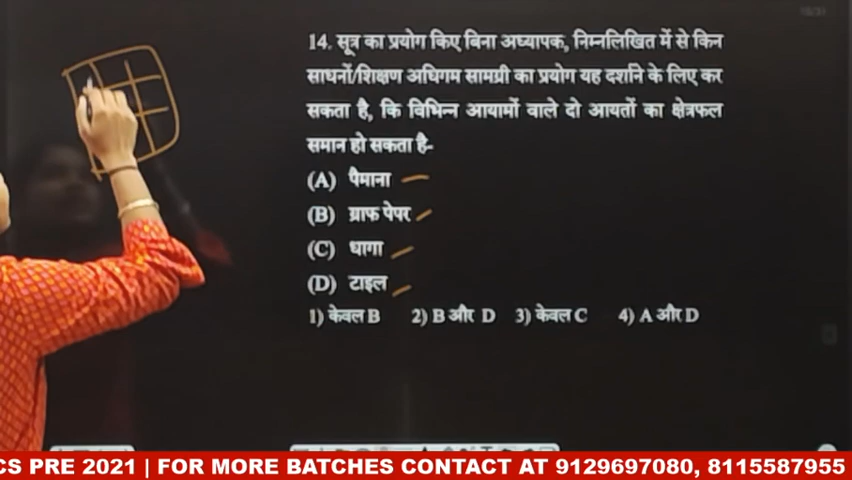 14. सूत्र का प्रयोग किए बिना अध्यापक, निम्नलिखित में से किन
साधनों/शिक्षण अधिगम सामग्री का प्रयोग यह दर्शाने के लिए कर
सकता है, कि विभिन्न आयामों वाले दो आयतों का क्षेत्रफल
समान हो सकता है-
(A) पैमाना
(B) ग्राफ पेपर
(C) धागा
(D) टाइल
1) केवल B 2) B और D 3) केवल C 4) A और D
CS PRE 2021 | FOR MORE BATCHES CONTACT AT 9129697080, 8115587955